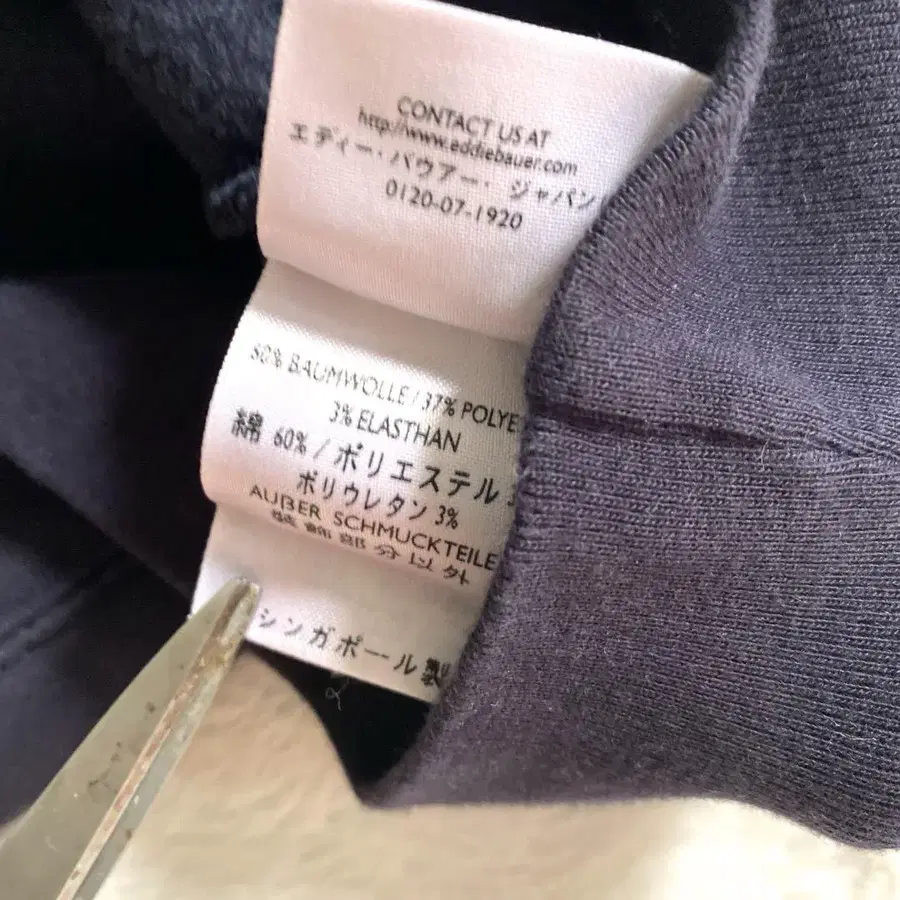 CONTACT US AT
http://www.eddiebauer.com
エディー・バウアー・ジャパン
0120-07-1920
60% BAUMWOLLE / 37% POLYE
3% ELASTHAN
綿 60% / ポリエステル 3
ポリウレタン 3%
AUßER SCHMUCKTEILE
装飾部分以外
シンガポール製